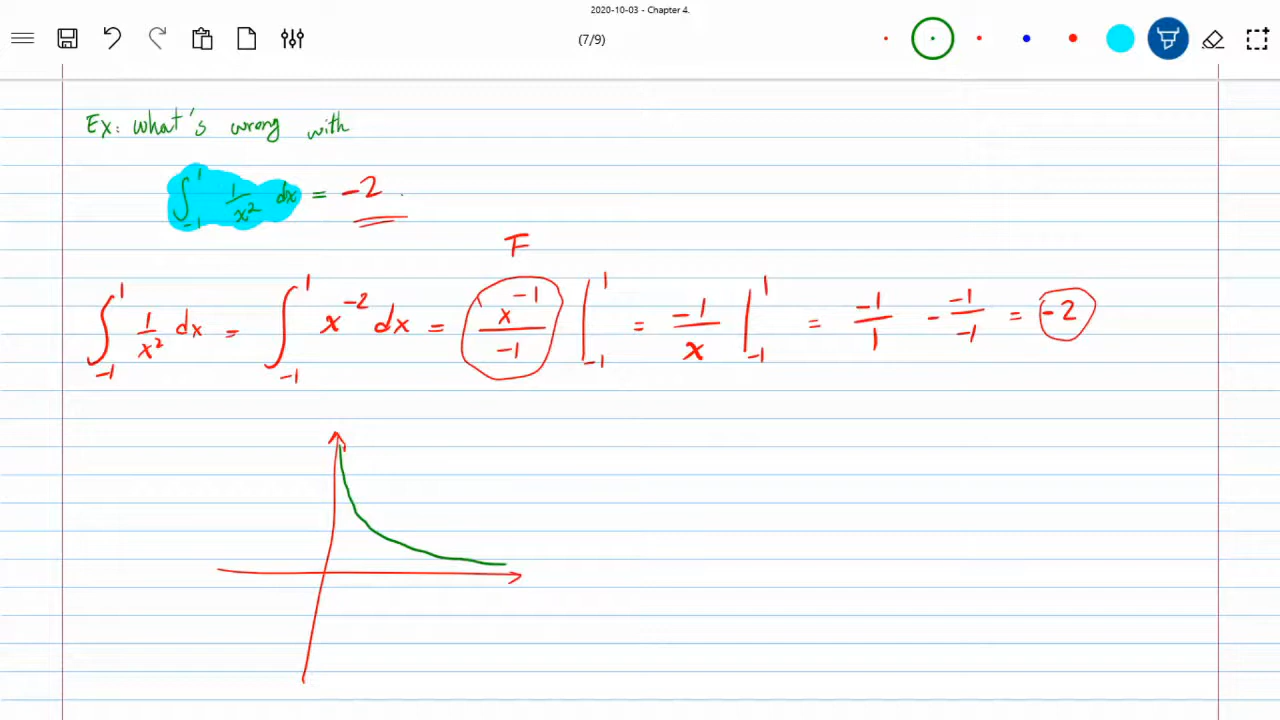 2020-10-03 - Chapter 4.
(7/9)
Ex: what's wrong with
∫_{-1}^{1} 1/x² dx = -2
F
∫_{-1}^{1} 1/x² dx = ∫_{-1}^{1} x^{-2} dx = x^{-1}/-1 |_{-1}^{1} = -1/x |_{-1}^{1} = -1/1 - -1/-1 = -2